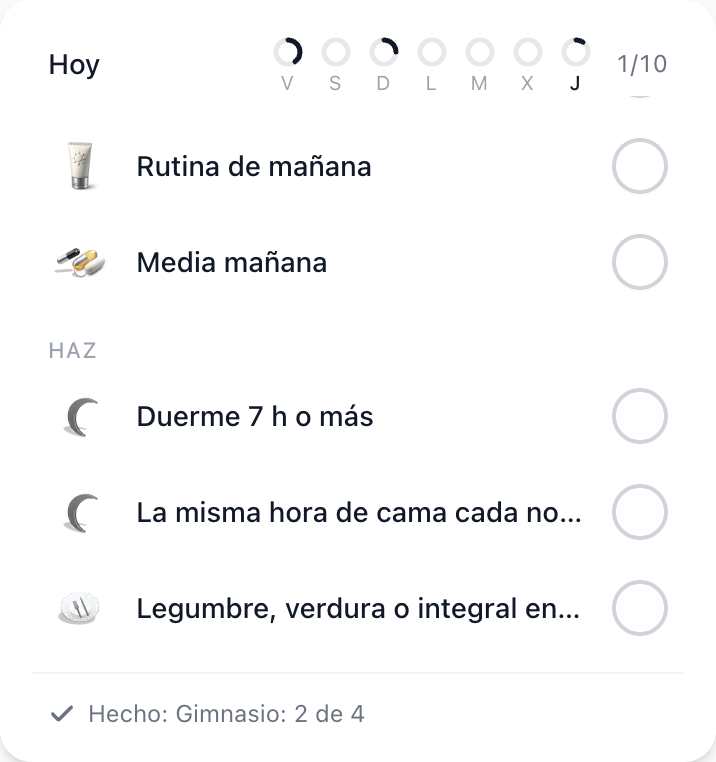 Hoy
V S D L M X J
1/10
Rutina de mañana
Media mañana
HAZ
Duerme 7 h o más
La misma hora de cama cada no...
Legumbre, verdura o integral en...
Hecho: Gimnasio: 2 de 4